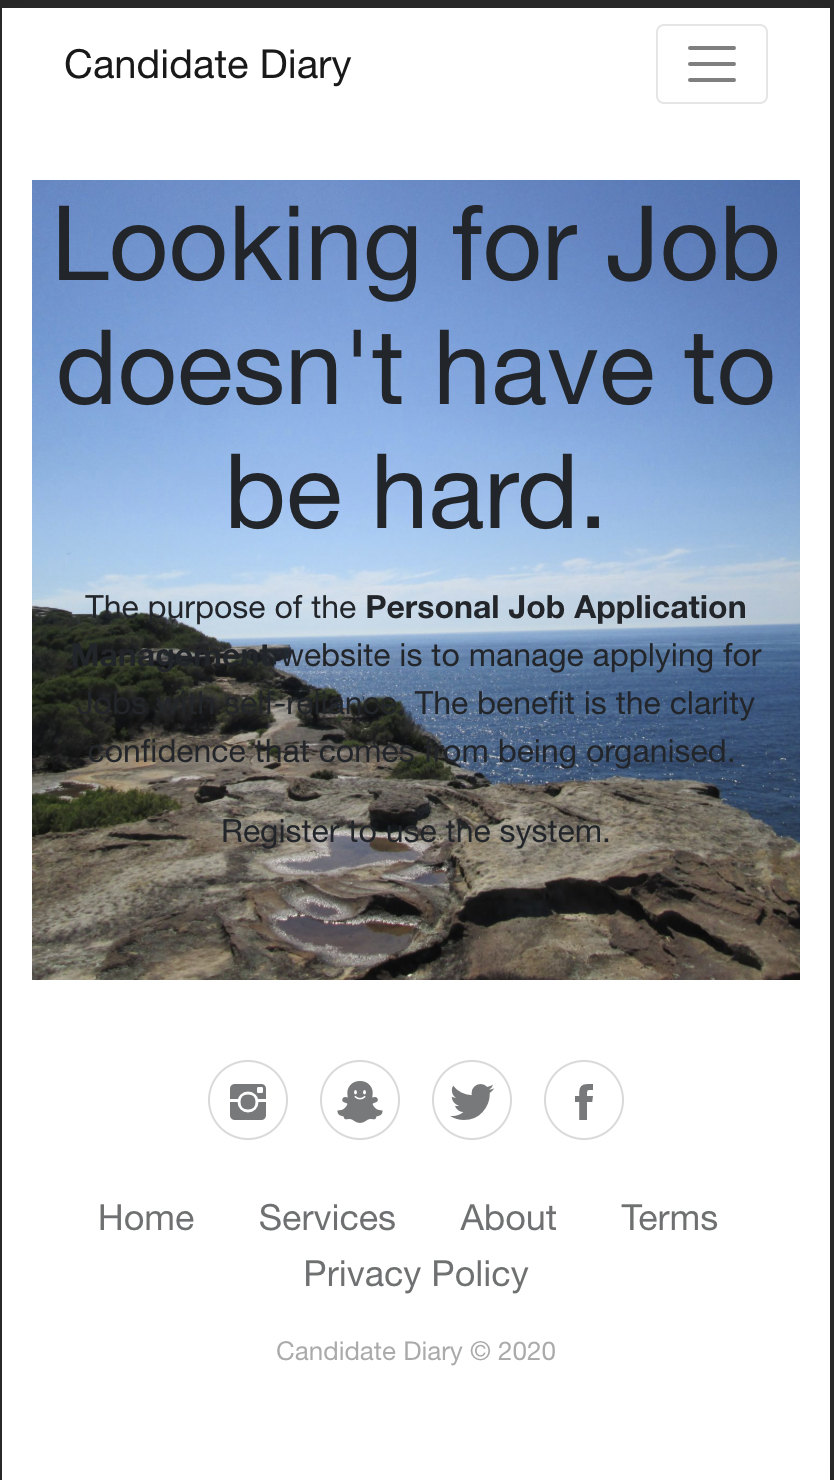 Candidate Diary
Looking for Job
doesn't have to
be hard.
The purpose of the Personal Job Application
Management website is to manage applying for
Jobs with self-reliance. The benefit is the clarity
confidence that comes from being organised.
Register to use the system.
Home Services About Terms
Privacy Policy
Candidate Diary © 2020